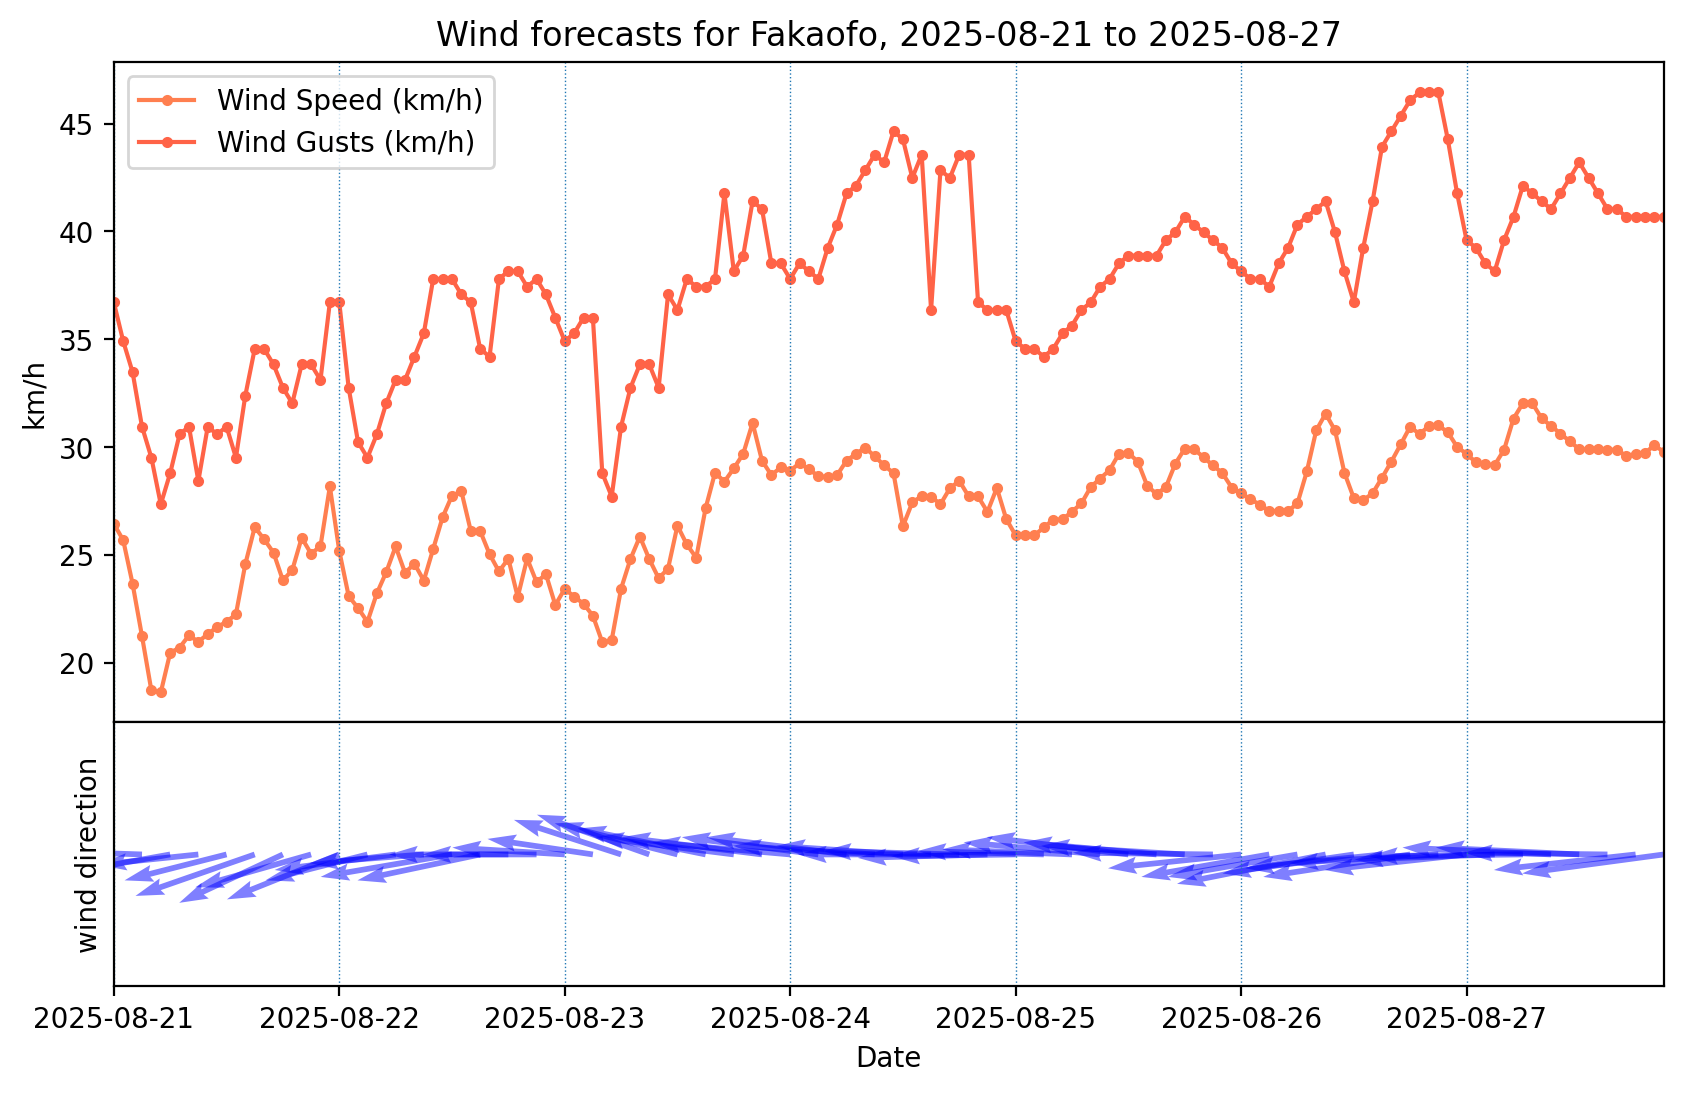 Wind forecasts for Fakaofo, 2025-08-21 to 2025-08-27
Wind Speed (km/h)
Wind Gusts (km/h)
45
40
35
30
25
20
km/h
wind direction
2025-08-21
2025-08-22
2025-08-23
2025-08-24
2025-08-25
2025-08-26
2025-08-27
Date